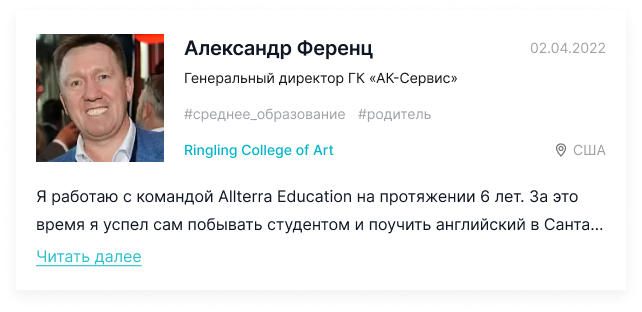 Александр Ференц
02.04.2022
Генеральный директор ГК «АК-Сервис»
#среднее_образование #родитель
Ringling College of Art
США
Я работаю с командой Allterra Education на протяжении 6 лет. За это
время я успел сам побывать студентом и поучить английский в Санта...
Читать далее